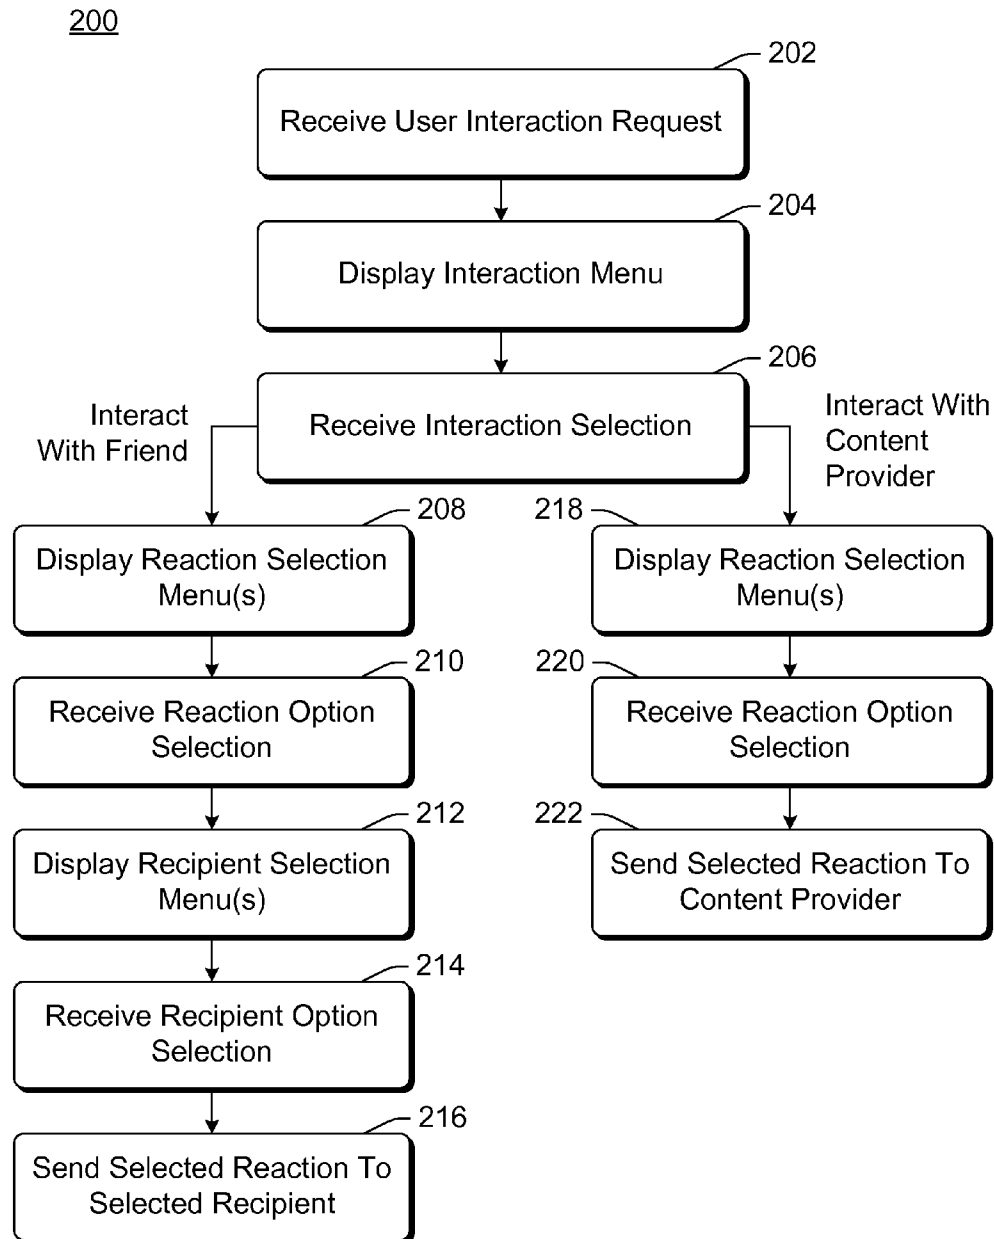 200
202
Receive User Interaction Request
204
Display Interaction Menu
206
Receive Interaction Selection
Interact
With Friend
Interact With
Content
Provider
208
Display Reaction Selection
Menu(s)
210
Receive Reaction Option
Selection
212
Display Recipient Selection
Menu(s)
214
Receive Recipient Option
Selection
216
Send Selected Reaction To
Selected Recipient
218
Display Reaction Selection
Menu(s)
220
Receive Reaction Option
Selection
222
Send Selected Reaction To
Content Provider